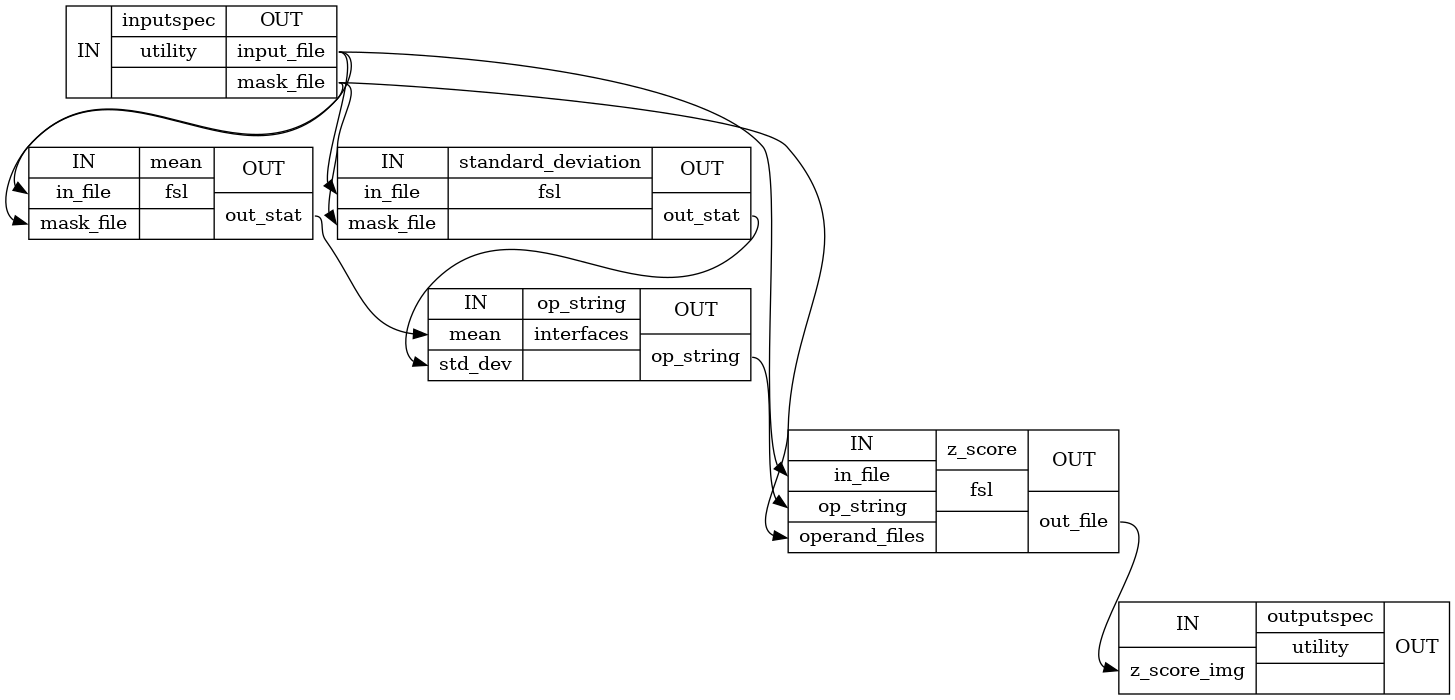 IN inputspec OUT
utility input_file
mask_file
IN mean OUT
in_file fsl
mask_file out_stat
IN standard_deviation OUT
in_file fsl
mask_file out_stat
IN op_string OUT
mean interfaces
std_dev op_string
IN z_score OUT
in_file fsl
op_string out_file
operand_files
IN outputspec OUT
utility
z_score_img